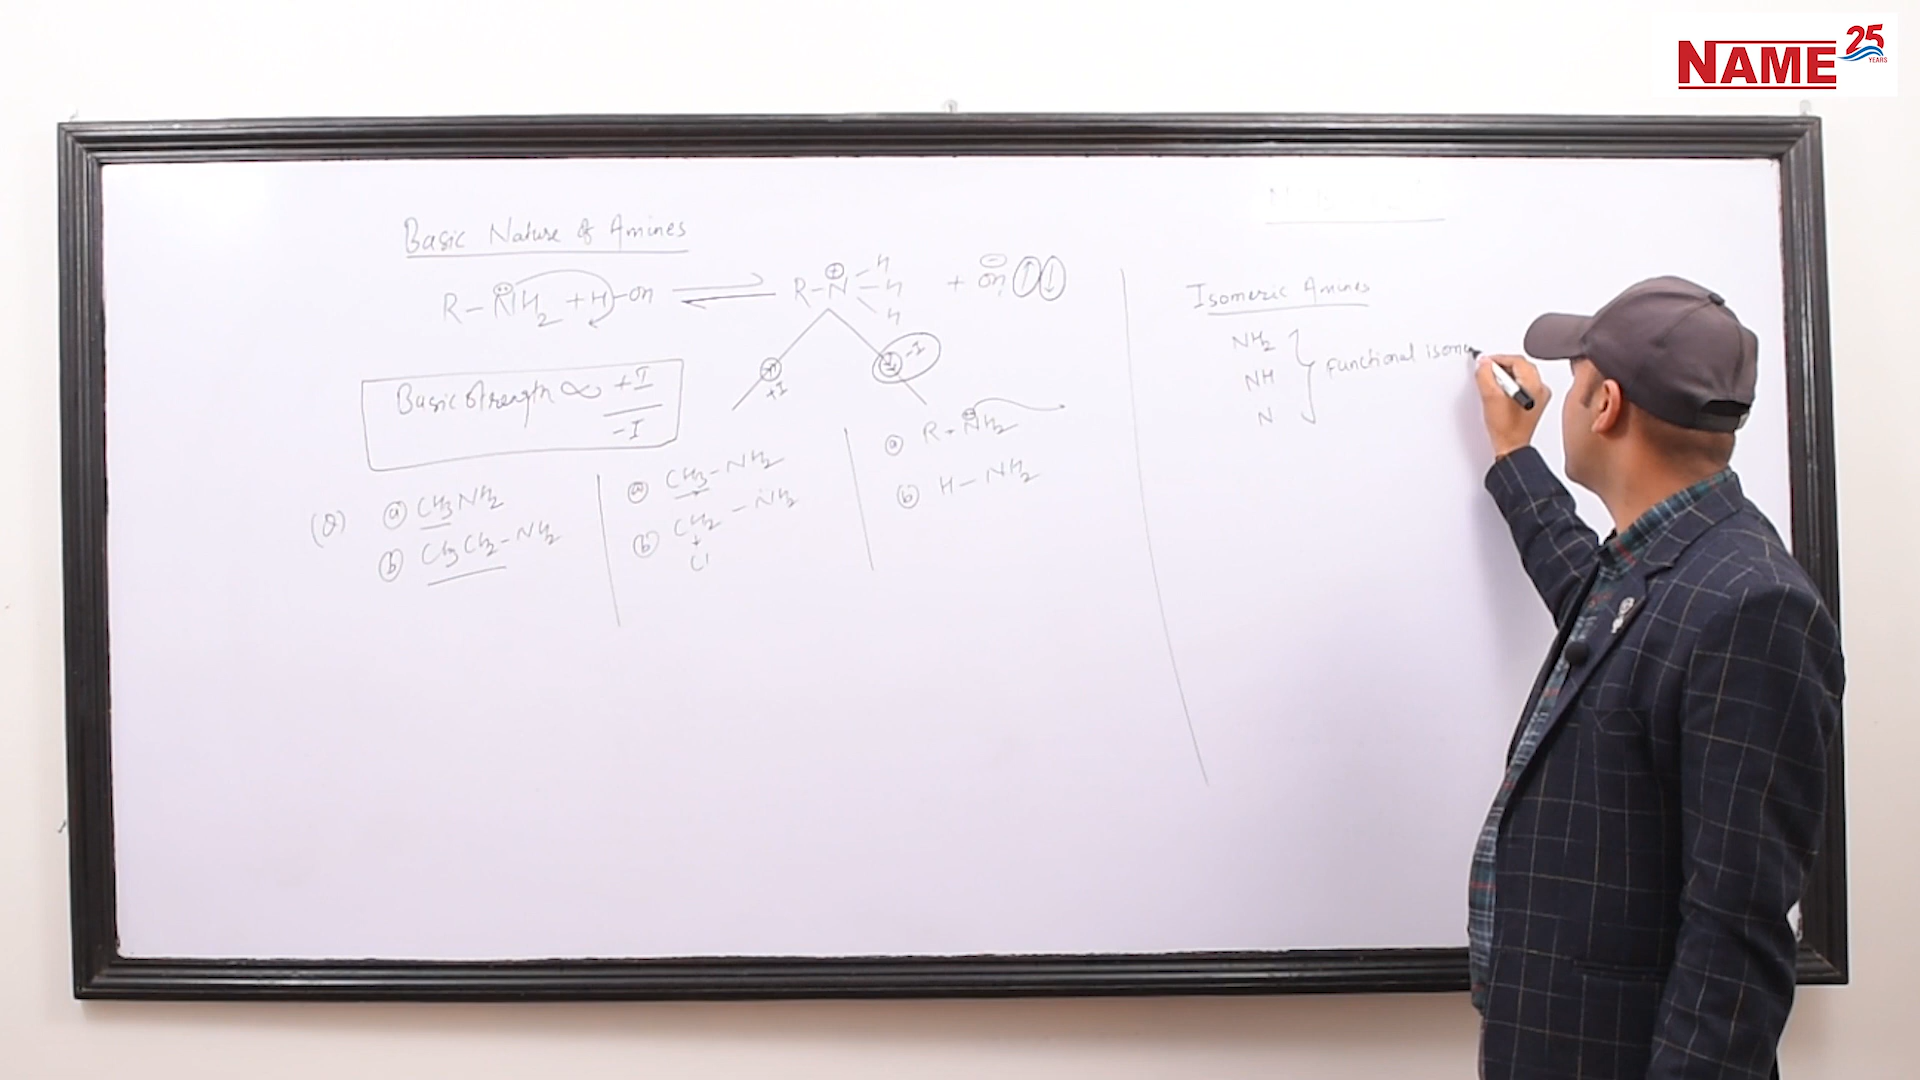 NAME 25
YEARS
Basic Nature of Amines
R - NH2 + H - OH ⇌ R - N⊕ - H - H - H + OH⊖ ↑↓
+I
-I
Basic Strength ∝ +I / -I
(Q) (a) CH3NH2
(b) CH3CH2 - NH2
(a) CH3 - NH2
(b) CH2 - NH2
Cl
(a) R - NH2
(b) H - NH2
Isomeric Amines
NH2
NH
N
Functional isome